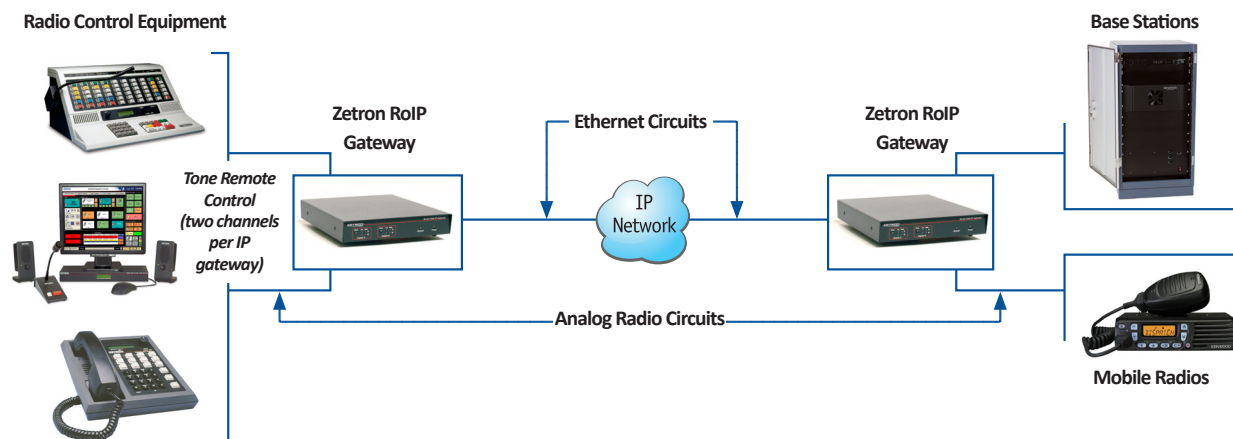 Radio Control Equipment
Base Stations
Zetron RoIP
Gateway
Ethernet Circuits
Zetron RoIP
Gateway
Tone Remote
Control
(two channels
per IP
gateway)
IP
Network
Analog Radio Circuits
KENWOOD
Mobile Radios